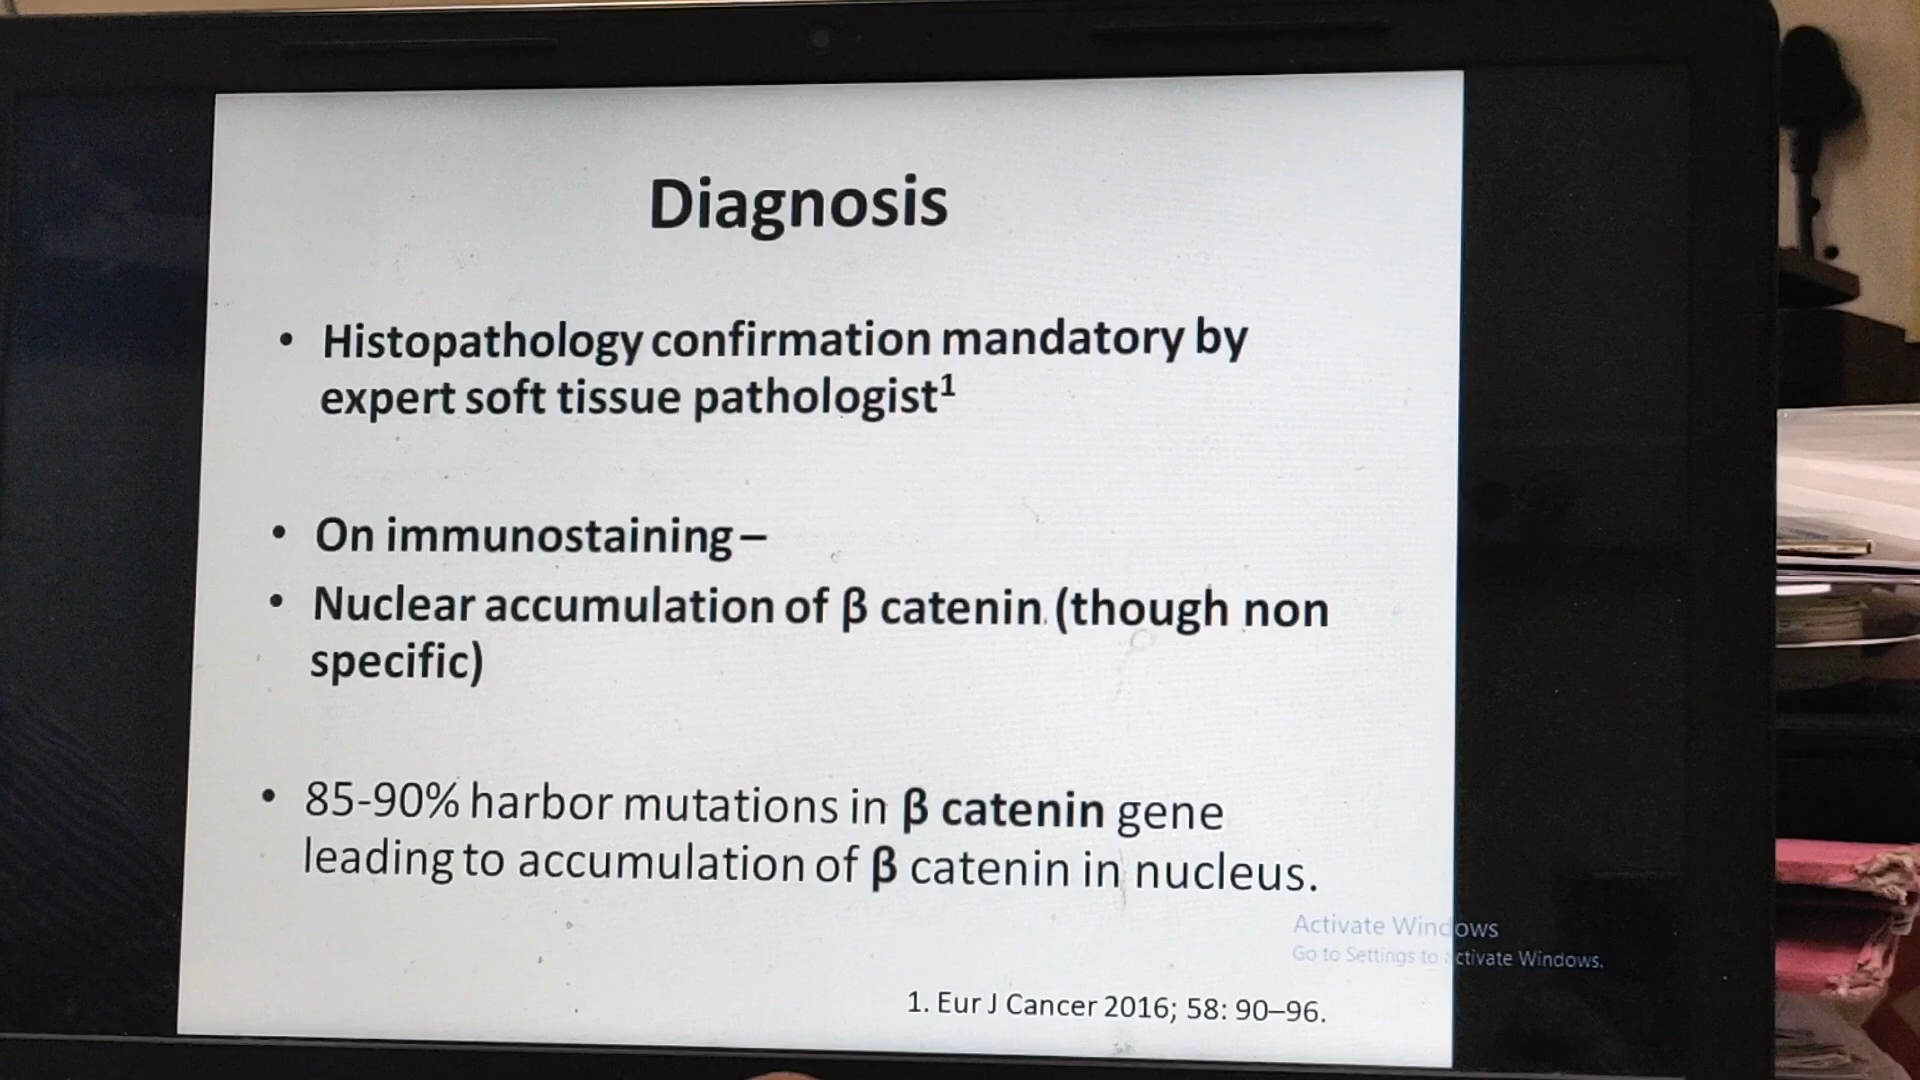 Diagnosis
• Histopathology confirmation mandatory by
expert soft tissue pathologist¹
• On immunostaining –
• Nuclear accumulation of β catenin (though non
specific)
• 85-90% harbor mutations in β catenin gene
leading to accumulation of β catenin in nucleus.
Activate Windows
Go to Settings to activate Windows.
1. Eur J Cancer 2016; 58: 90–96.